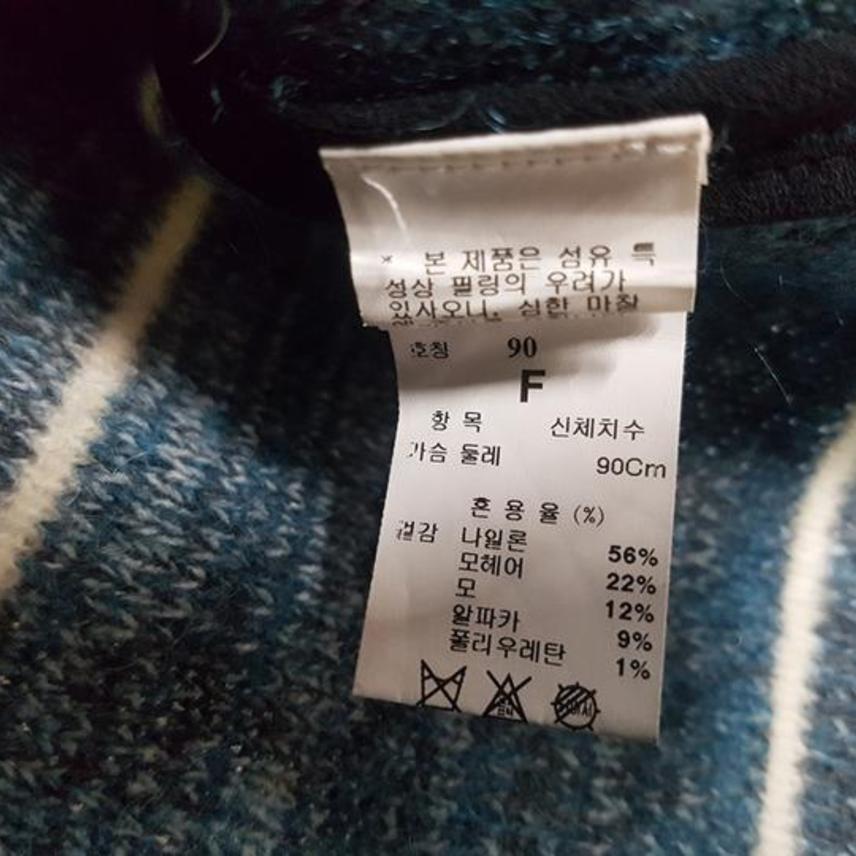 * 본 제품은 섬유 특
성상 필링의 우려가
있사오니, 심한 마찰
호칭 90
F
항 목 신체치수
가슴 둘레 90Cm
혼 용 율 (%)
겉감 나일론 56%
모헤어 22%
모 12%
알파카 9%
폴리우레탄 1%